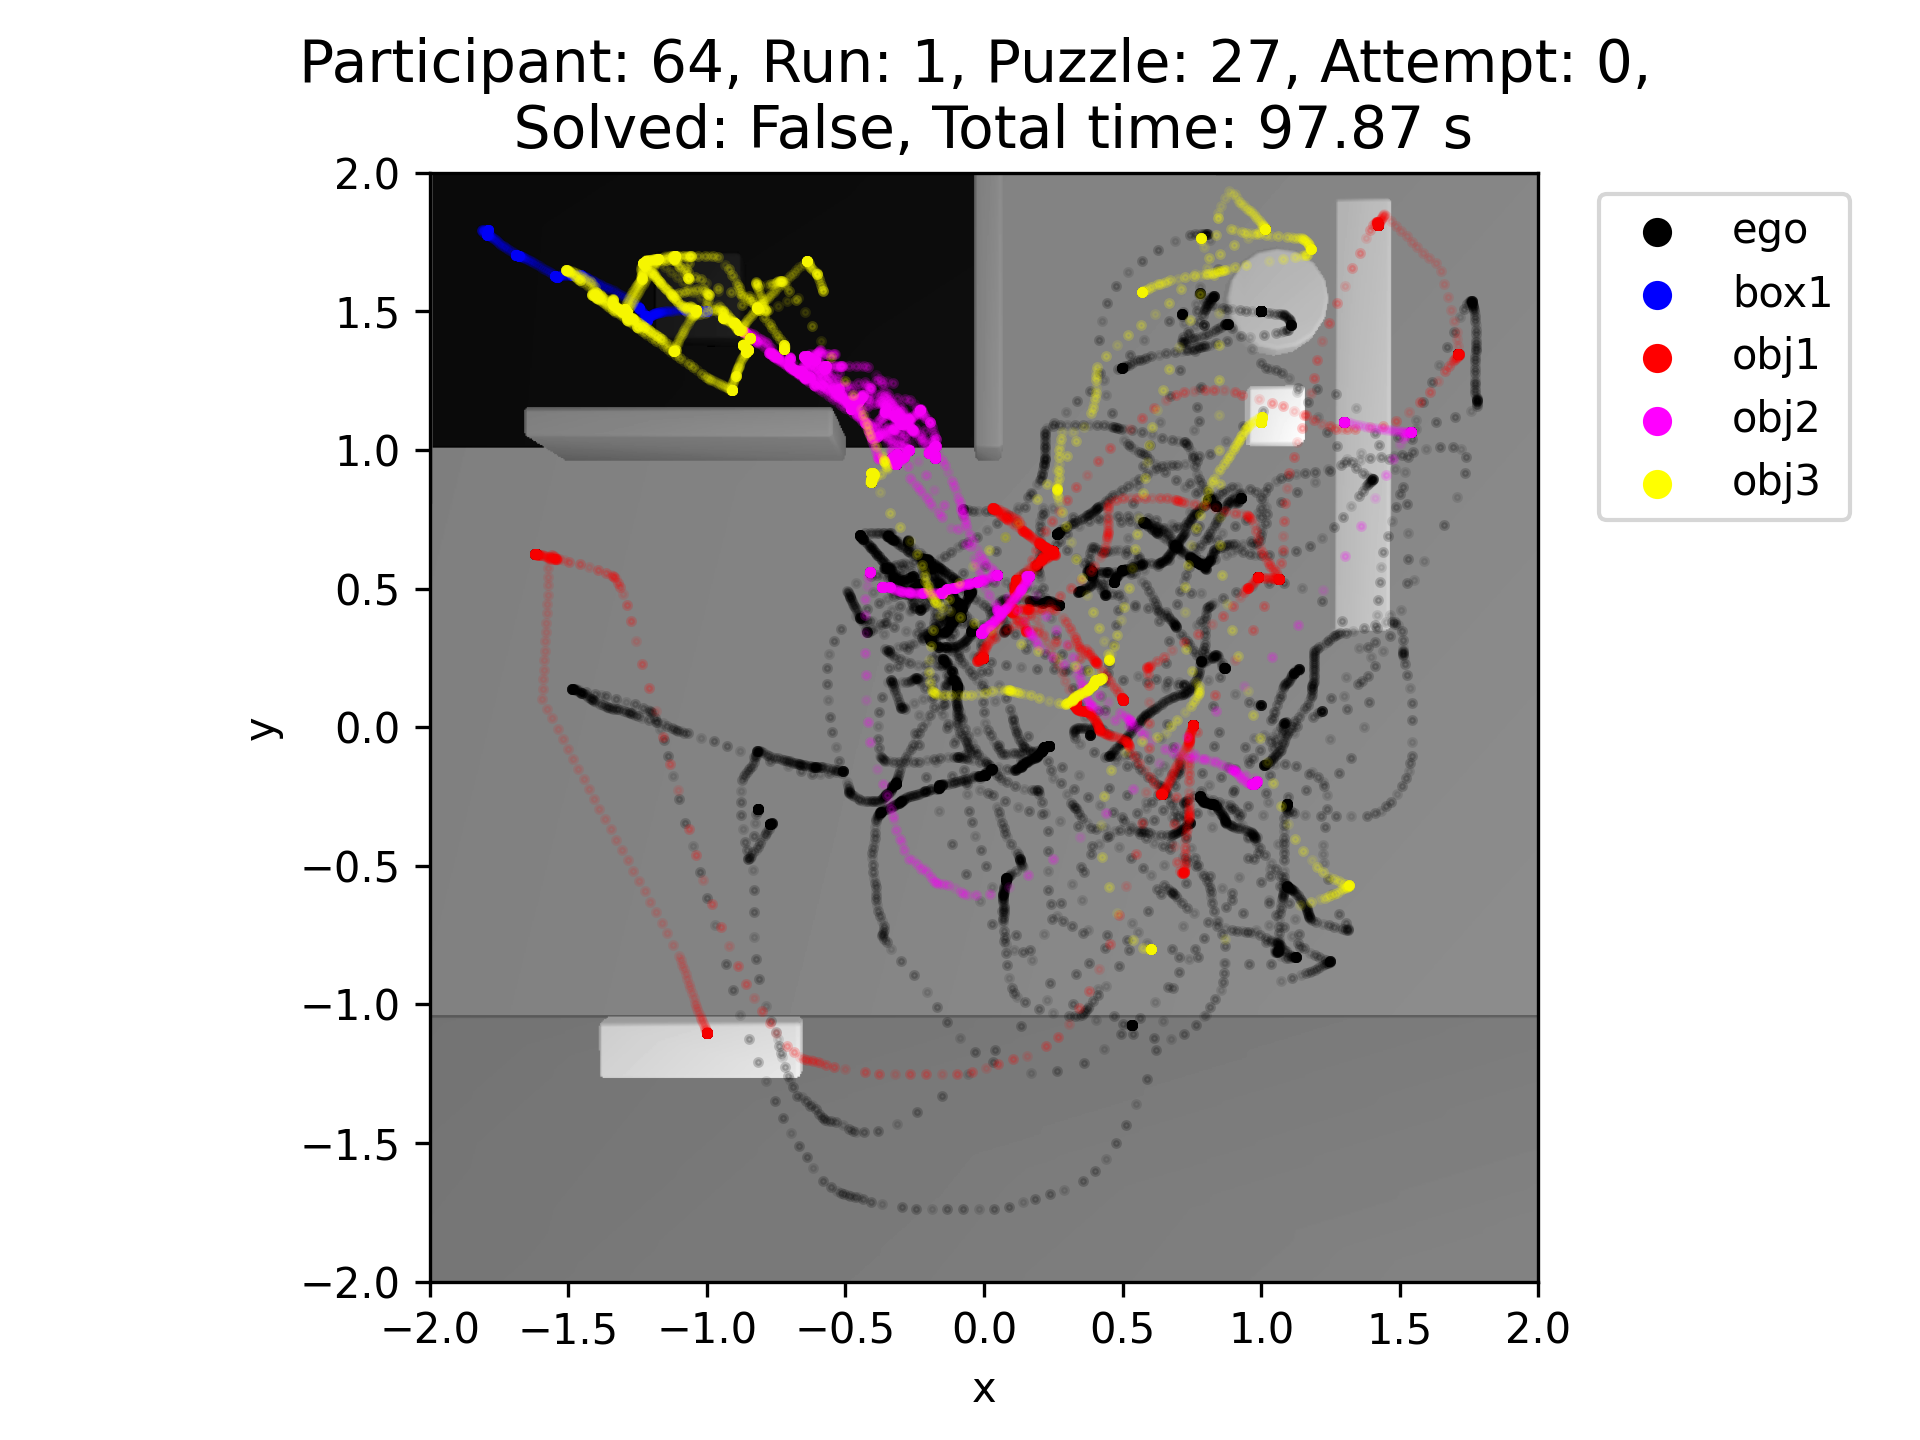 Participant: 64, Run: 1, Puzzle: 27, Attempt: 0,
Solved: False, Total time: 97.87 s
2.0
1.5
1.0
0.5
0.0
−0.5
−1.0
−1.5
−2.0
y
−2.0 −1.5 −1.0 −0.5 0.0 0.5 1.0 1.5 2.0
x
ego
box1
obj1
obj2
obj3